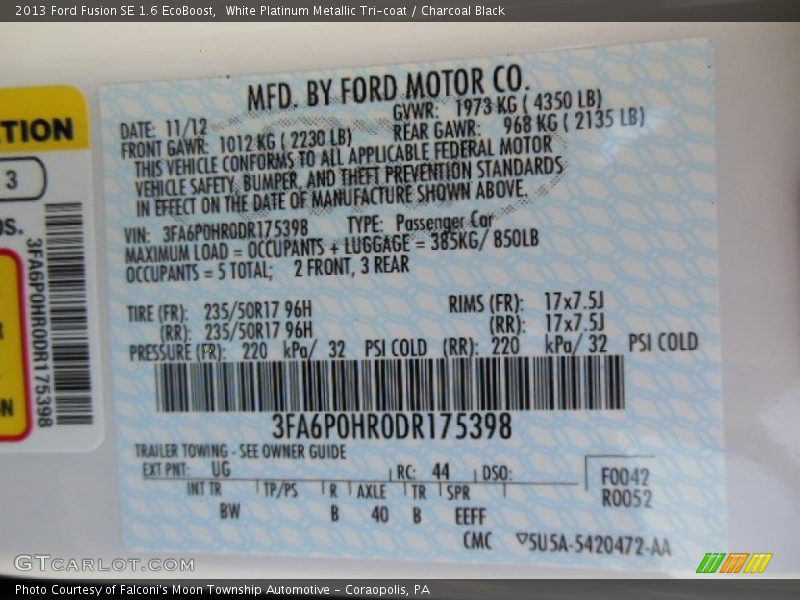 2013 Ford Fusion SE 1.6 EcoBoost, White Platinum Metallic Tri-coat / Charcoal Black
MFD. BY FORD MOTOR CO.
DATE: 11/12 GVWR: 1973 KG ( 4350 LB)
FRONT GAWR: 1012 KG ( 2230 LB) REAR GAWR: 968 KG ( 2135 LB)
THIS VEHICLE CONFORMS TO ALL APPLICABLE FEDERAL MOTOR
VEHICLE SAFETY, BUMPER, AND THEFT PREVENTION STANDARDS
IN EFFECT ON THE DATE OF MANUFACTURE SHOWN ABOVE.
VIN: 3FA6P0HR0DR175398 TYPE: Passenger Car
MAXIMUM LOAD = OCCUPANTS + LUGGAGE = 385KG/ 850LB
OCCUPANTS = 5 TOTAL; 2 FRONT, 3 REAR
TIRE (FR): 235/50R17 96H RIMS (FR): 17x7.5J
(RR): 235/50R17 96H (RR): 17x7.5J
PRESSURE (FR): 220 kPa/ 32 PSI COLD (RR): 220 kPa/ 32 PSI COLD
3FA6P0HR0DR175398
TRAILER TOWING - SEE OWNER GUIDE
EXT PNT: UG RC: 44 DSO: F0042
R0052
INT TR TP/PS R AXLE TR SPR
BW B 40 B EEFF
CMC 5U5A-5420472-AA
TION
3
S.
3FA6P0HR0DR175398
N
GTCarLot.com
Photo Courtesy of Falconi's Moon Township Automotive - Coraopolis, PA